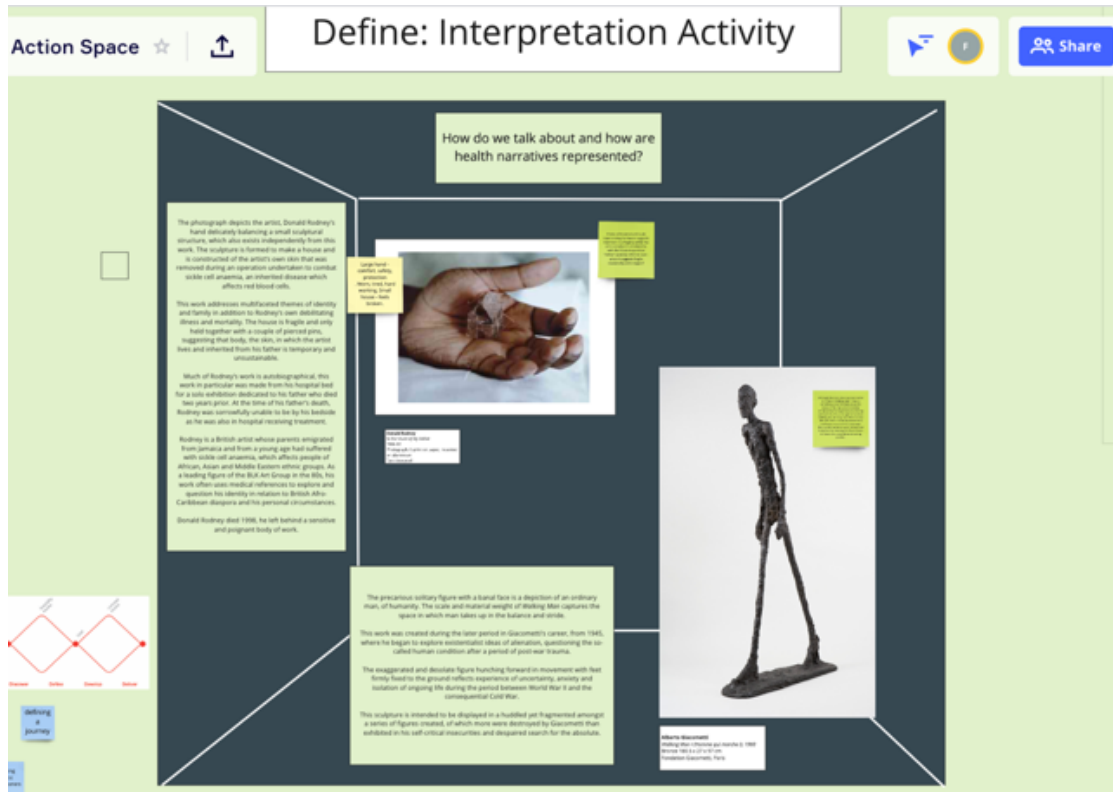 Action Space
Define: Interpretation Activity
F
Share
How do we talk about and how are
health narratives represented?
The photograph depicts the artist, Donald Rodney's
hand delicately balancing a small sculptural
structure, which also exists independently from this
work. The sculpture is formed to make a house and
is constructed of the artist's own skin that was
removed during an operation undertaken to combat
sickle cell anaemia, an inherited disease which
affects red blood cells.
This work addresses multifaceted themes of identity
and family in addition to Rodney's own debilitating
illness and mortality. The house is fragile and only
held together with a couple of pierced pins,
suggesting that body, the skin, in which the artist
lives and inherited from his father is temporary and
unsustainable.
Much of Rodney's work is autobiographical, this
work in particular was made from his hospital bed
for a solo exhibition dedicated to his father who died
two years prior. At the time of his father's death,
Rodney was sorrowfully unable to be by his bedside
as he was also in hospital receiving treatment.
Rodney is a British artist whose parents emigrated
from Jamaica and from a young age had suffered
with sickle cell anaemia, which affects people of
African, Asian and Middle Eastern ethnic groups. As
a leading figure of the BLK Art Group in the 80s, his
work often uses medical references to explore and
question his identity in relation to British Afro-
Caribbean diaspora and his personal circumstances.
Donald Rodney died 1998, he left behind a sensitive
and poignant body of work.
Large hand -
comfort, safety,
protection
working, Small
house - feels
broken
Donald Rodney
The precarious solitary figure with a banal face is a depiction of an ordinary
man, of humanity. The scale and material weight of Walking Man captures the
space in which man takes up in the balance and stride.
This work was created during the later period in Giacometti's career, from 1945,
where he began to explore existentialist ideas of alienation, questioning the so-
called human condition after a period of post-war trauma.
The exaggerated and desolate figure hunching forward in movement with feet
firmly fixed to the ground reflects experience of uncertainty, anxiety and
isolation of ongoing life during the period between World War II and the
consequential Cold War.
This sculpture is intended to be displayed in a huddled yet fragmented amongst
a series of figures created, of which more were destroyed by Giacometti than
exhibited in his self-critical insecurities and despaired search for the absolute.
Alberto Giacometti
Fondation Giacometti, Paris
Discover
Define
Develop
Deliver
defining
a
journey